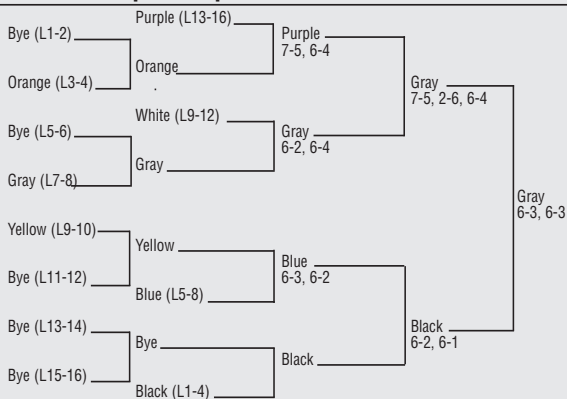 Bye (L1-2)
Orange (L3-4)
Bye (L5-6)
Gray (L7-8)
Yellow (L9-10)
Bye (L11-12)
Bye (L13-14)
Bye (L15-16)
Purple (L13-16)
Orange
White (L9-12)
Gray
Yellow
Blue (L5-8)
Bye
Black (L1-4)
Purple
7-5, 6-4
Gray
6-2, 6-4
Blue
6-3, 6-2
Black
Gray
7-5, 2-6, 6-4
Black
6-2, 6-1
Gray
6-3, 6-3